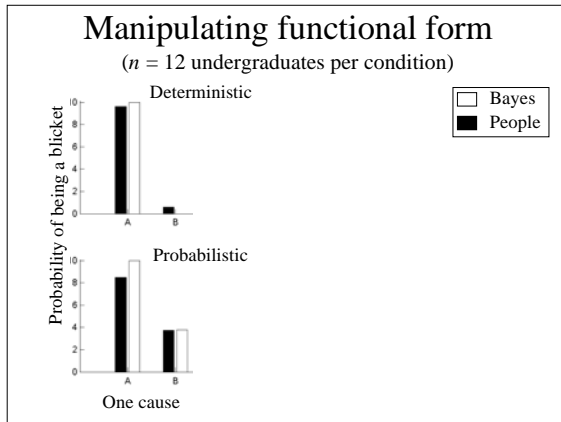 Manipulating functional form
(n = 12 undergraduates per condition)
Bayes
People
Probability of being a blicket
Deterministic
10
8
6
4
2
0
A B
Probabilistic
10
8
6
4
2
0
A B
One cause